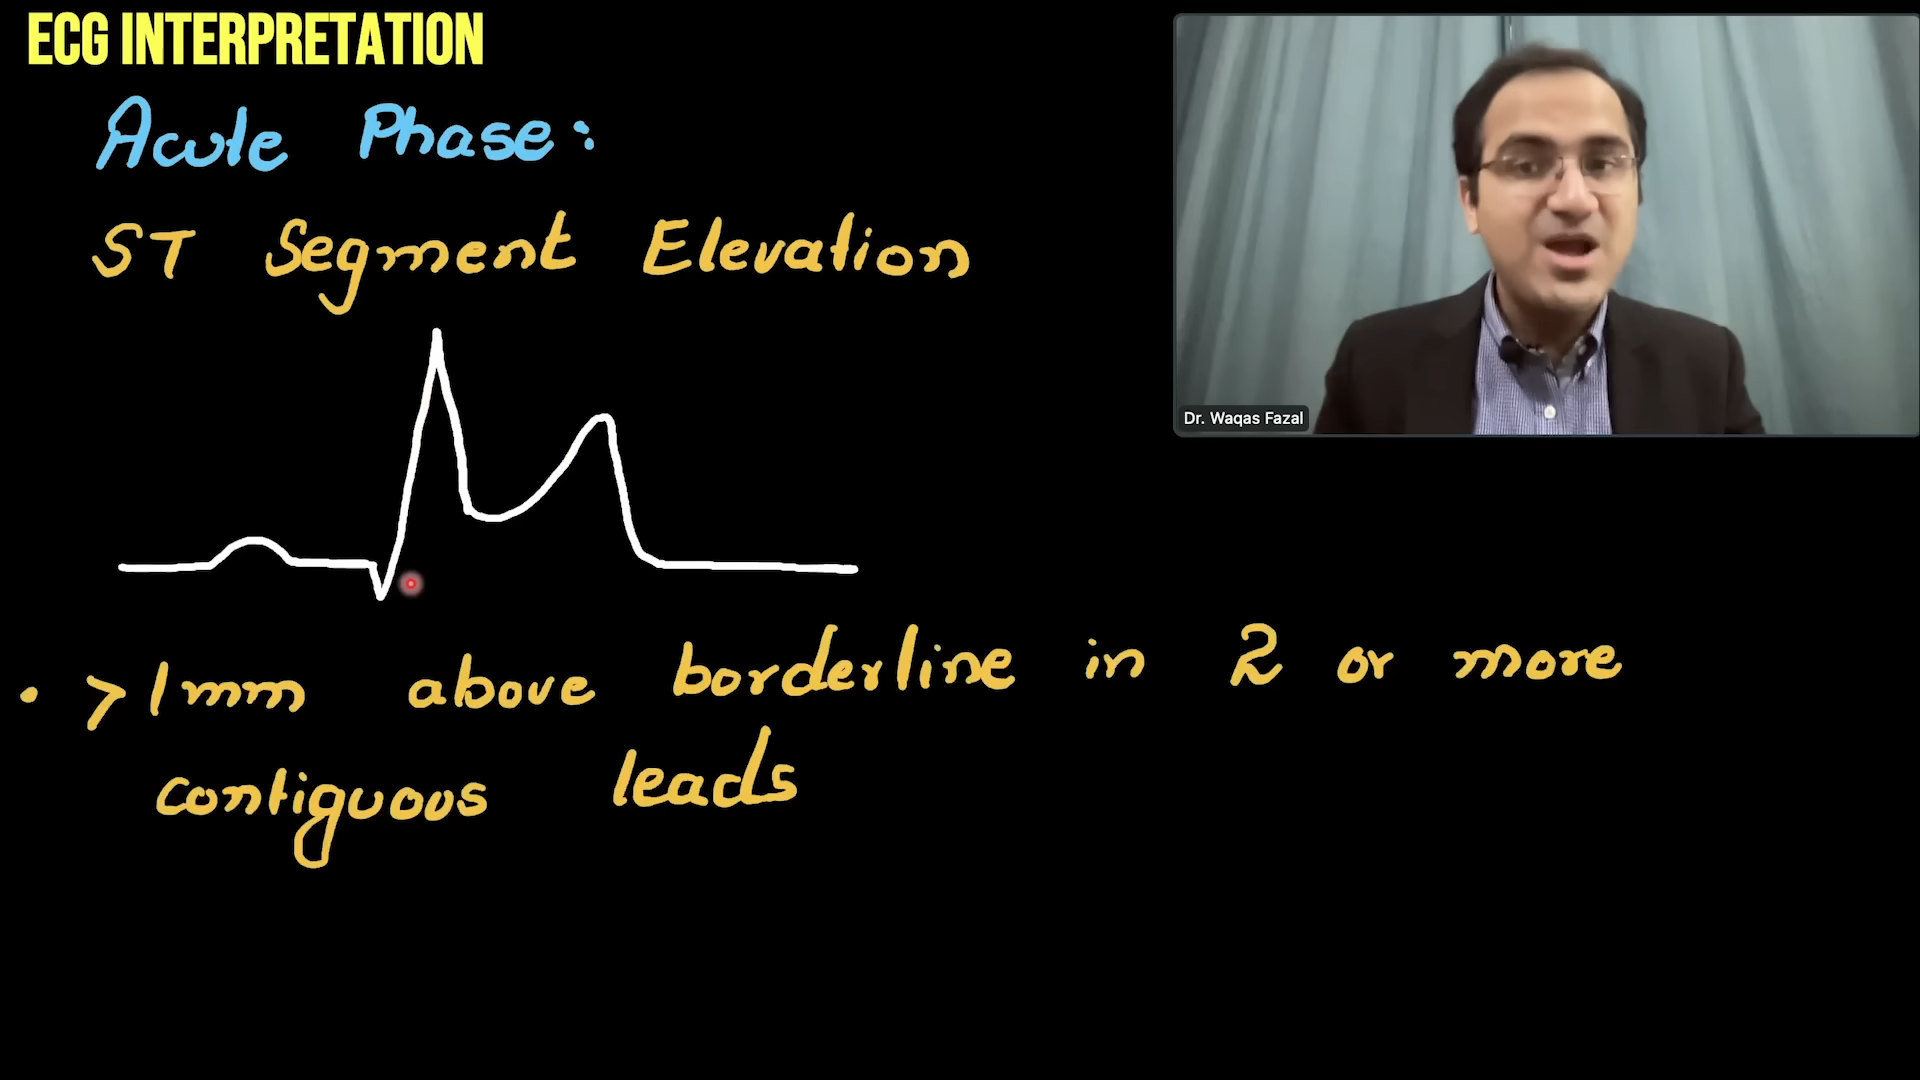 ECG INTERPRETATION
Acute Phase:
ST Segment Elevation
Dr. Waqas Fazal
• >1mm above borderline in 2 or more
contiguous leads